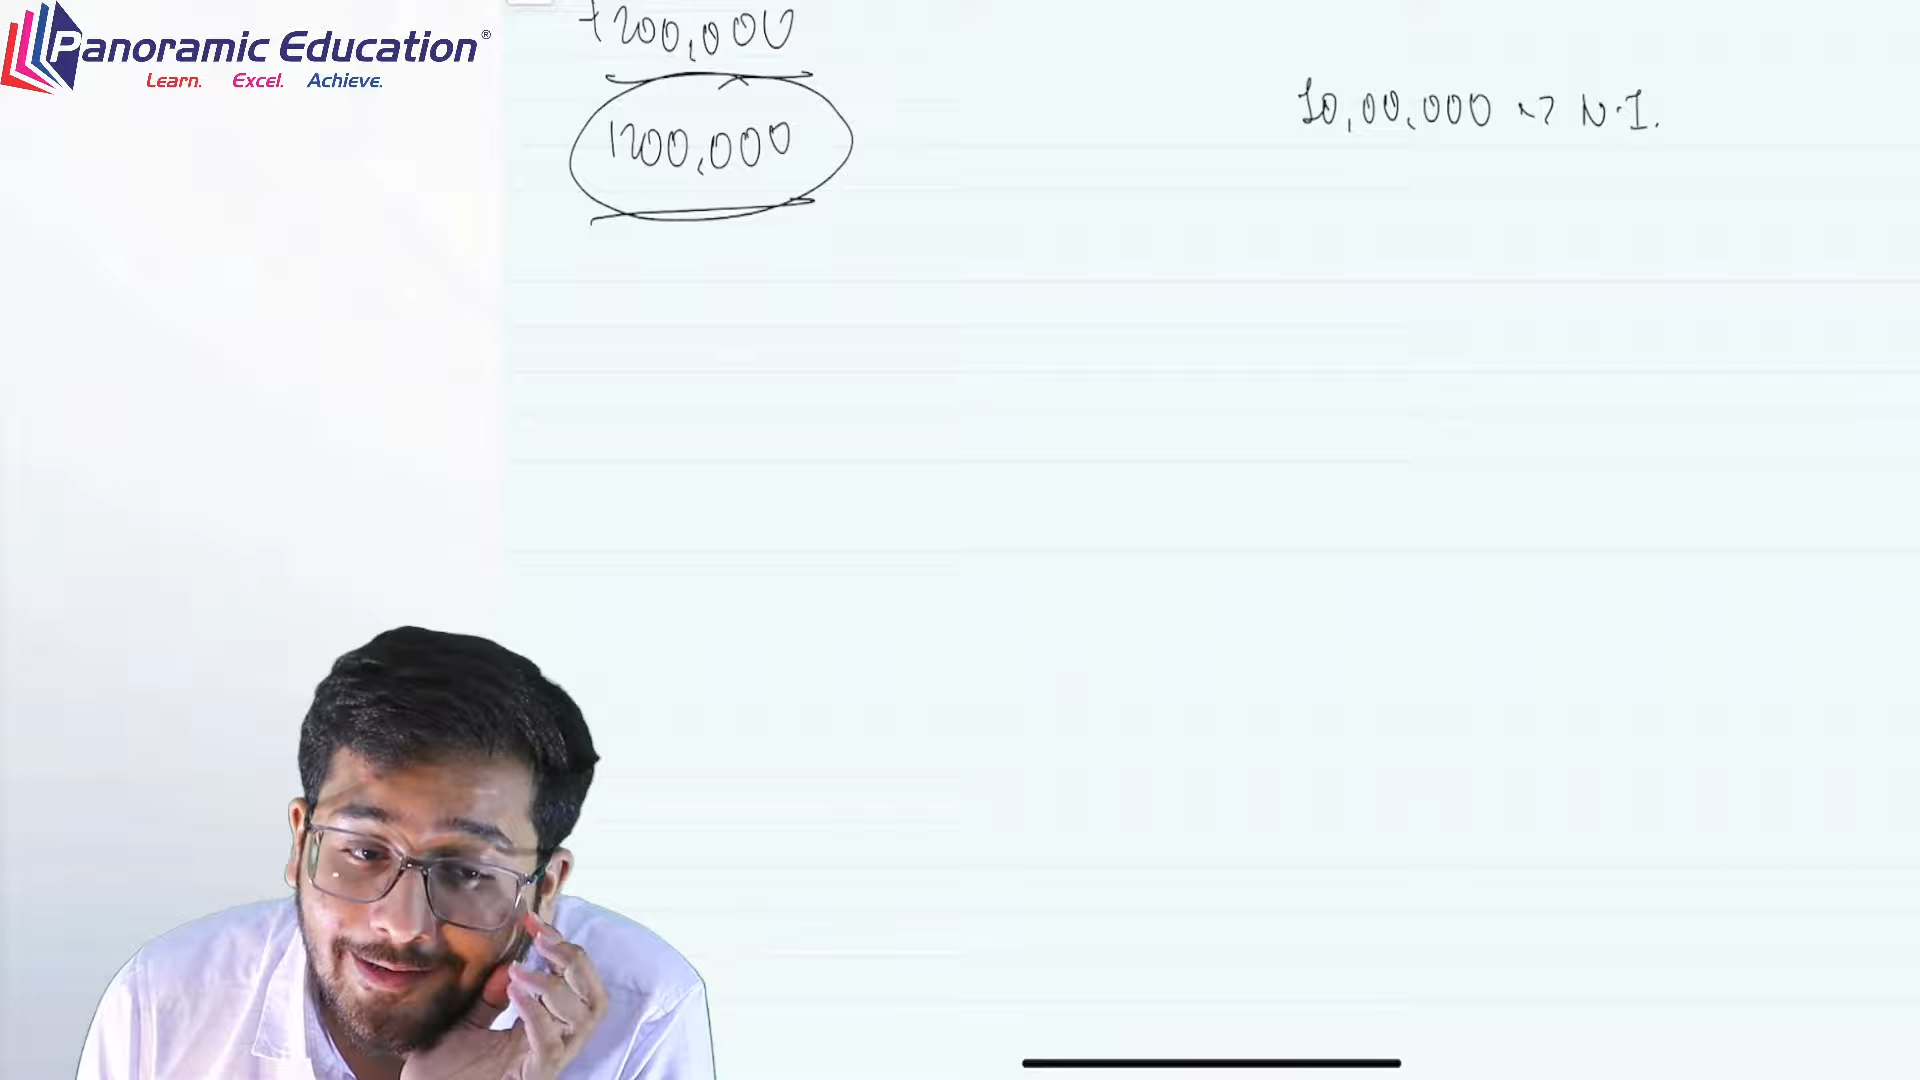 Panoramic Education®
Learn. Excel. Achieve.
+200,000
1200,000
10,00,000 → N.I.